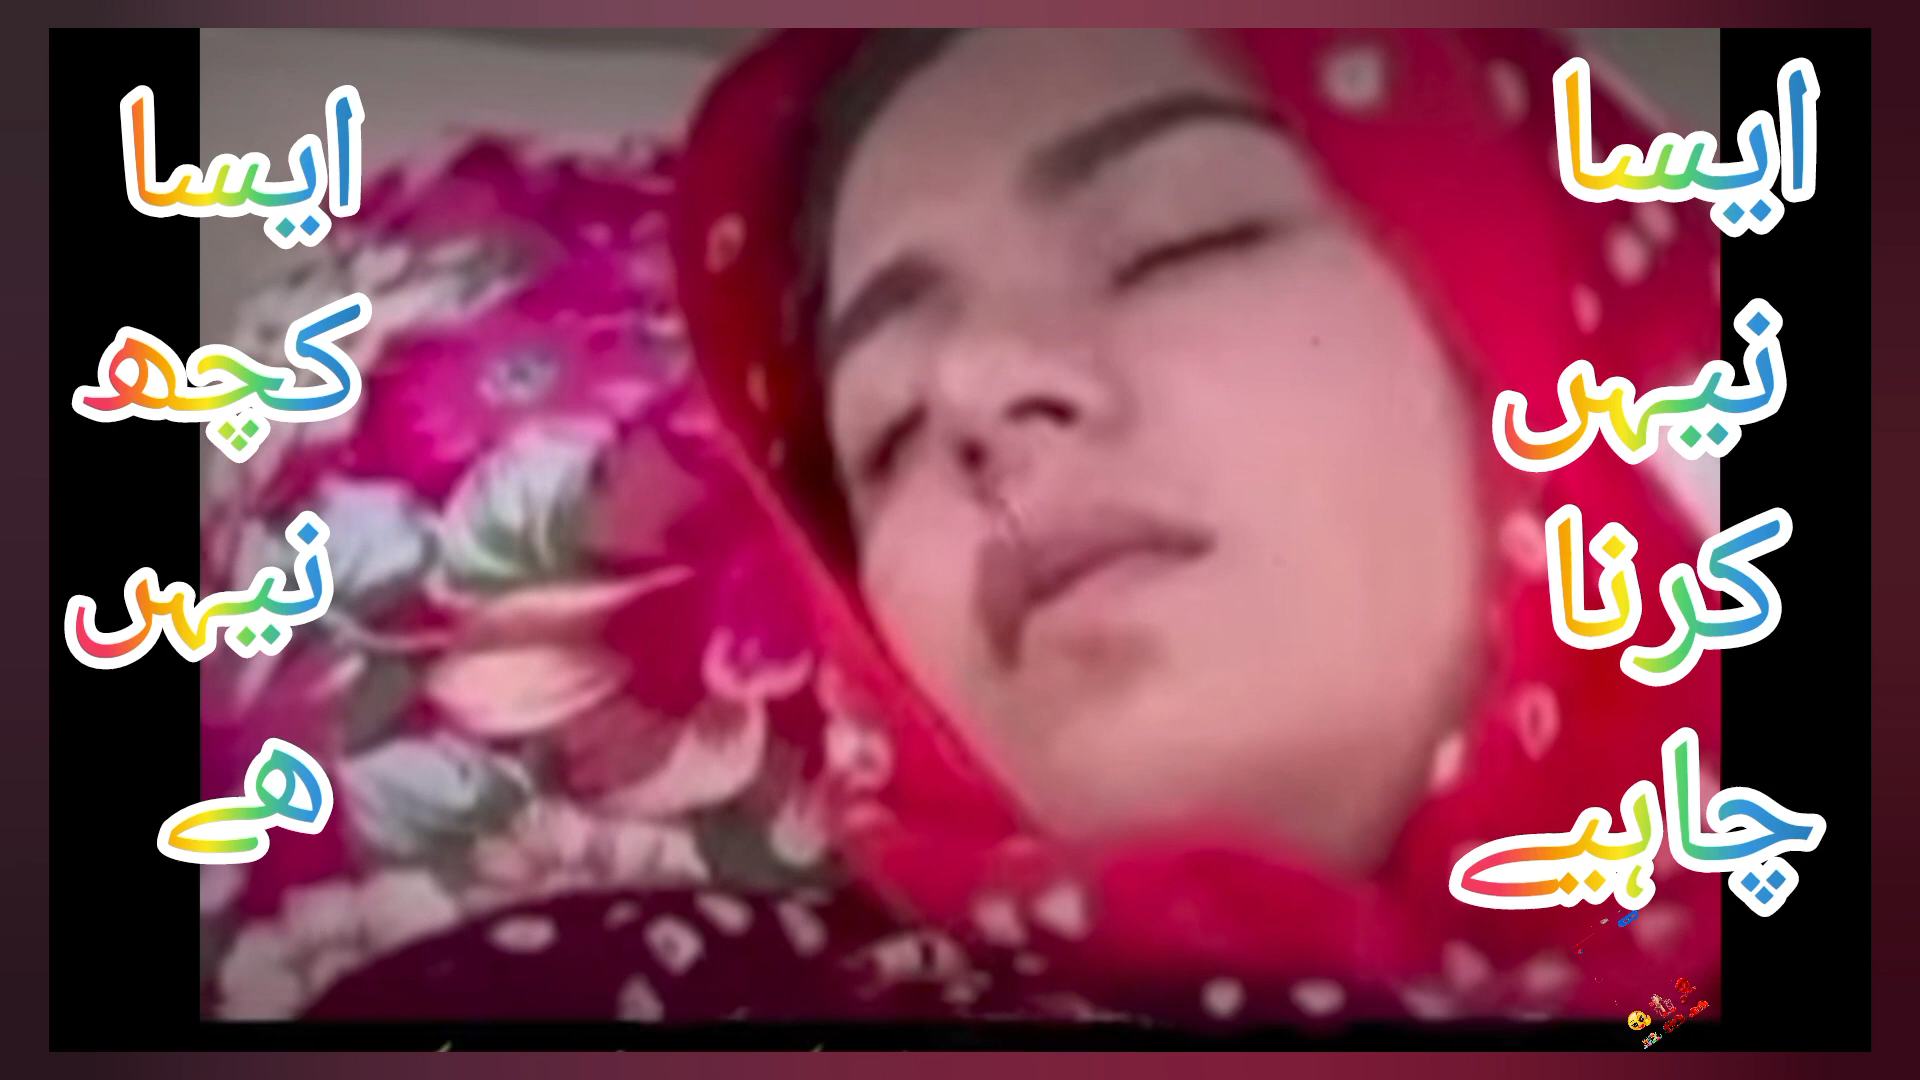 ایسا
نیہں
کرنا
چاہیے
ایسا
کچھ
نیہں
ھے